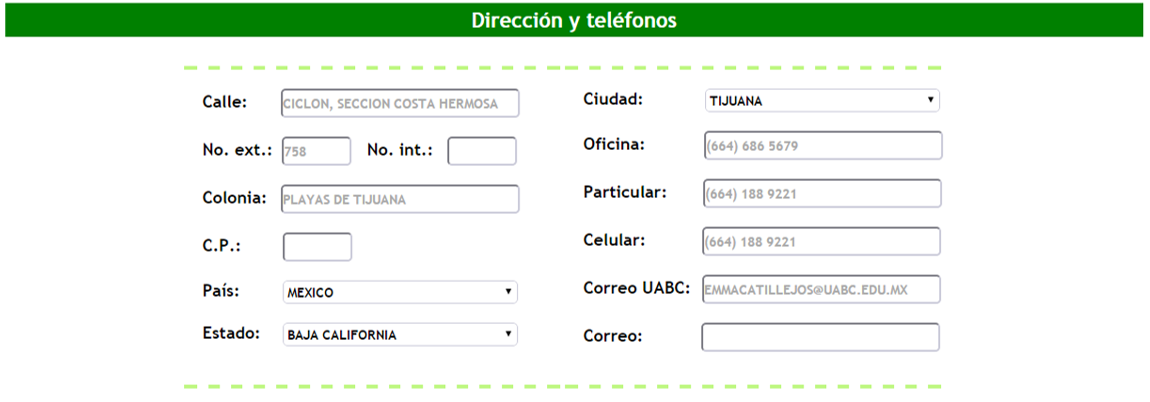 Dirección y teléfonos
Calle: CICLON, SECCION COSTA HERMOSA
No. ext.: 758 No. int.:
Colonia: PLAYAS DE TIJUANA
C.P.:
País: MEXICO
Estado: BAJA CALIFORNIA
Ciudad: TIJUANA
Oficina: (664) 686 5679
Particular: (664) 188 9221
Celular: (664) 188 9221
Correo UABC: EMMACATILLEJOS@UABC.EDU.MX
Correo: